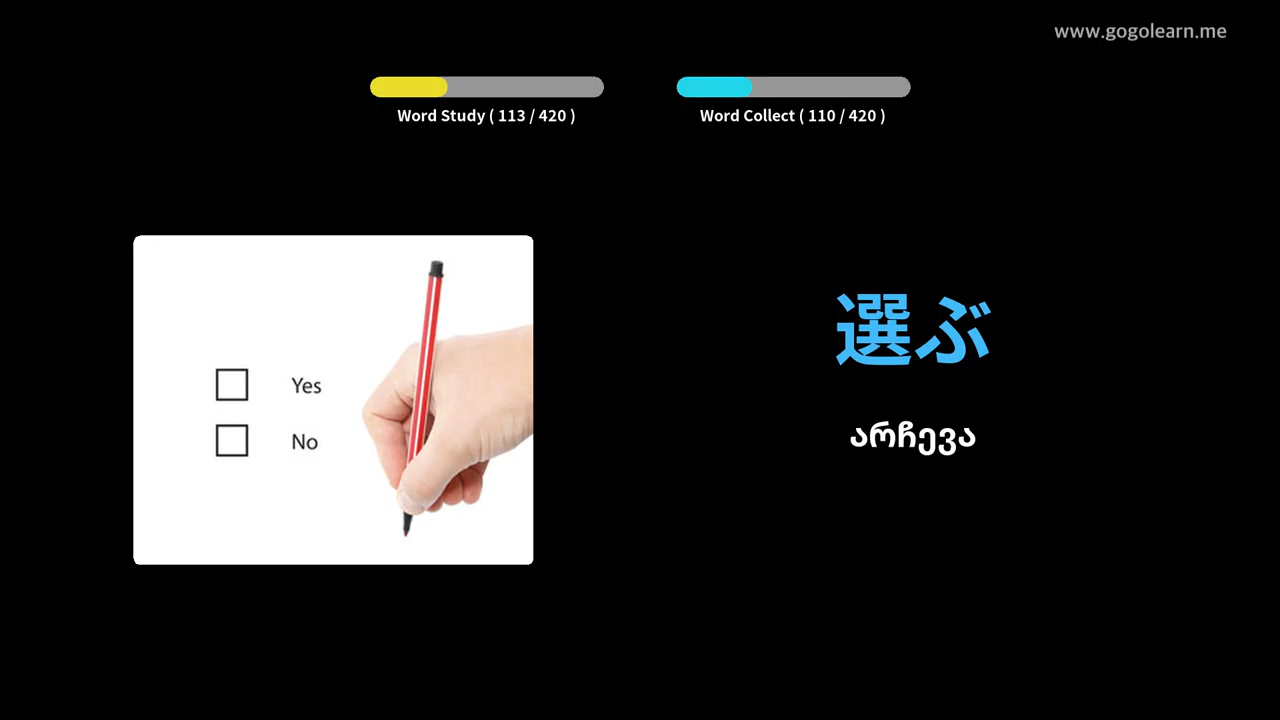 www.gogolearn.me
Word Study ( 113 / 420 )
Word Collect ( 110 / 420 )
Yes
No
選ぶ
არჩევა